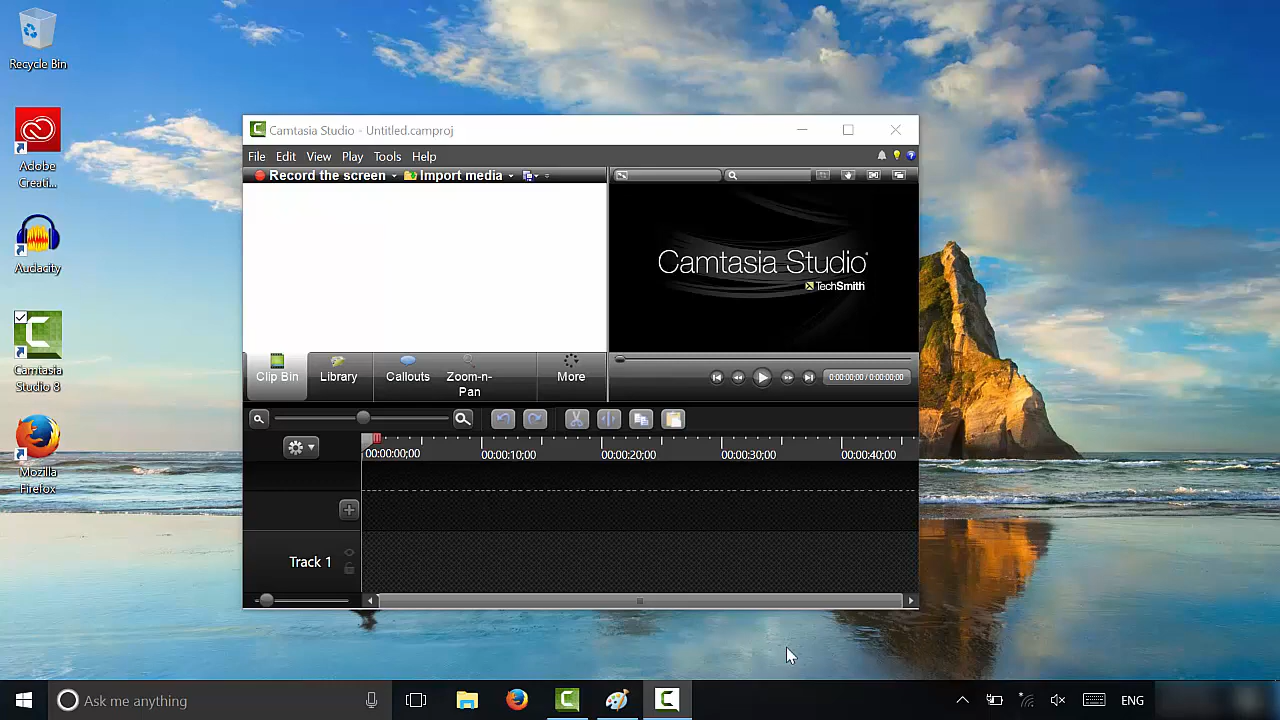 Recycle Bin
Adobe
Creati...
Audacity
Camtasia
Studio 8
Mozilla
Firefox
Camtasia Studio - Untitled.camproj
File Edit View Play Tools Help
Record the screen Import media
Camtasia Studio
TechSmith
Clip Bin Library Callouts Zoom-n-
Pan More
0:00:00;00 / 0:00:00;00
00:00:00;00 00:00:10;00 00:00:20;00 00:00:30;00 00:00:40;00
Track 1
Ask me anything
ENG